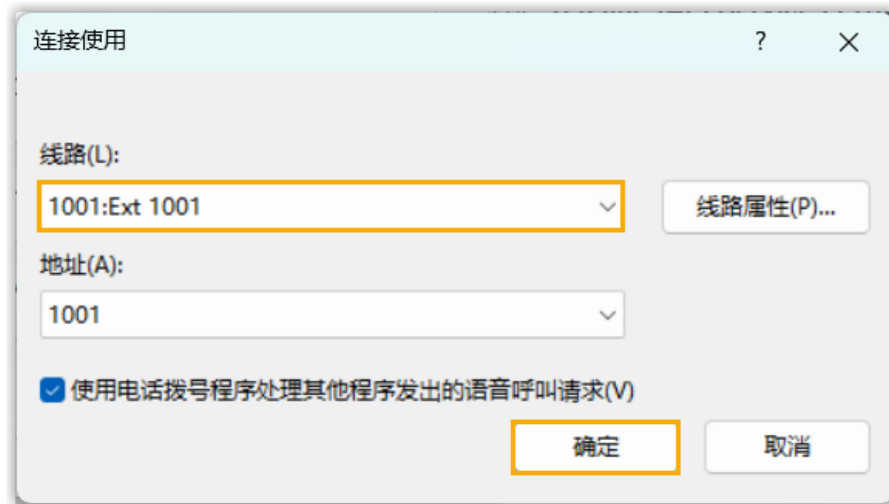 连接使用
线路(L):
1001:Ext 1001
线路属性(P)...
地址(A):
1001
使用电话拨号程序处理其他程序发出的语音呼叫请求(V)
确定
取消